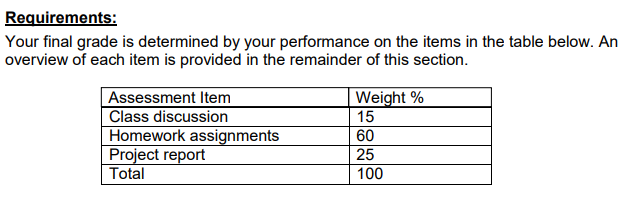 Requirements:
Your final grade is determined by your performance on the items in the table below. An
overview of each item is provided in the remainder of this section.
Assessment Item Weight %
Class discussion 15
Homework assignments 60
Project report 25
Total 100